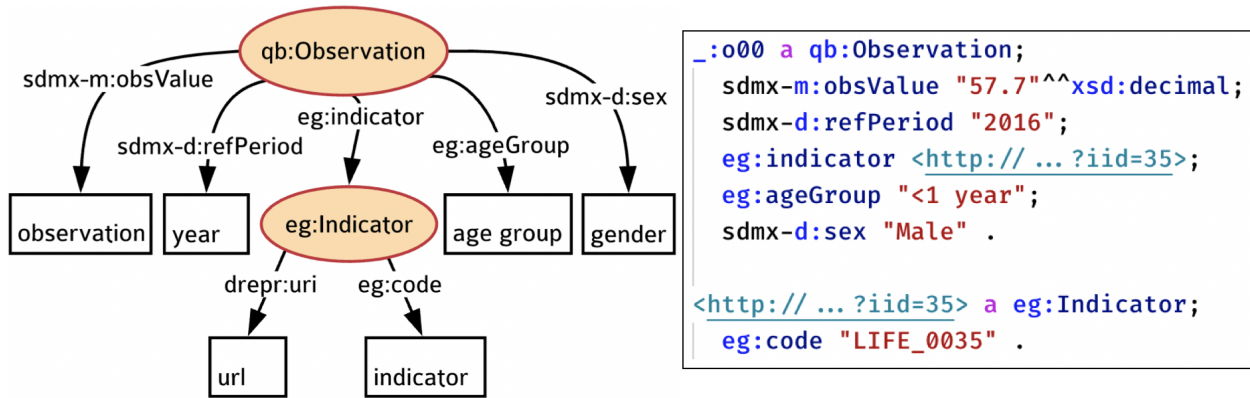 qb:Observation
sdmx-m:obsValue
sdmx-d:sex
eg:indicator
sdmx-d:refPeriod
eg:ageGroup
observation
year
eg:Indicator
age group
gender
drepr:uri
eg:code
url
indicator
_:o00 a qb:Observation;
sdmx-m:obsValue "57.7"^^xsd:decimal;
sdmx-d:refPeriod "2016";
eg:indicator <http:// ... ?iid=35>;
eg:ageGroup "<1 year";
sdmx-d:sex "Male" .
<http:// ... ?iid=35> a eg:Indicator;
eg:code "LIFE_0035" .